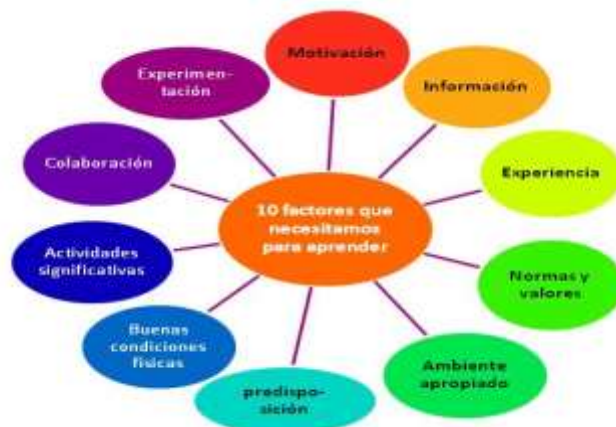 10 factores que
necesitamos
para aprender
Motivación
Información
Experiencia
Normas y
valores
Ambiente
apropiado
predispo-
sición
Buenas
condiciones
físicas
Actividades
significativas
Colaboración
Experimen-
tación